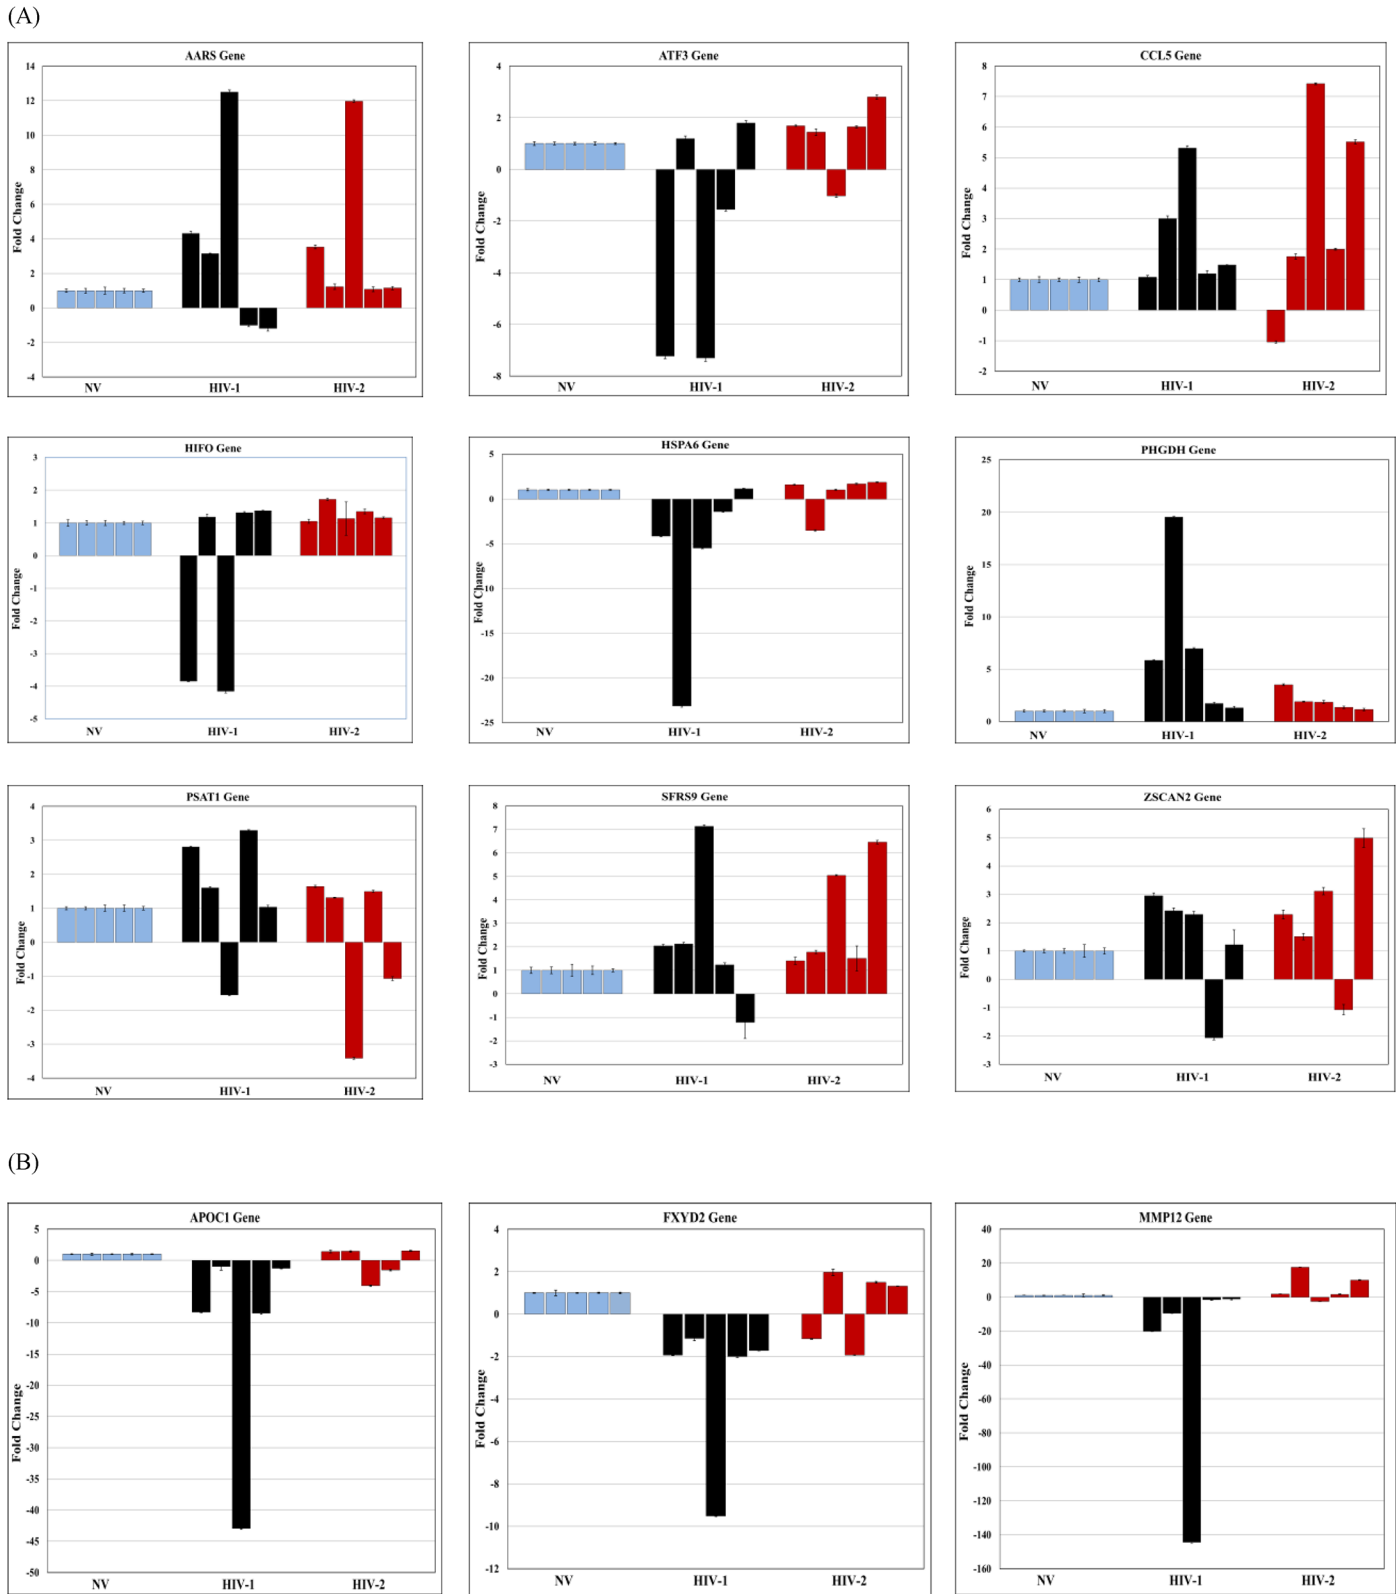 (A)
AARS Gene
14
12
10
8
6
4
2
0
-2
-4
Fold Change
NV HIV-1 HIV-2
ATF3 Gene
4
2
0
-2
-4
-6
-8
Fold Change
NV HIV-1 HIV-2
CCL5 Gene
8
7
6
5
4
3
2
1
0
-1
-2
Fold Change
NV HIV-1 HIV-2
HIFO Gene
3
2
1
0
-1
-2
-3
-4
-5
Fold Change
NV HIV-1 HIV-2
HSPA6 Gene
5
0
-5
-10
-15
-20
-25
Fold Change
NV HIV-1 HIV-2
PHGDH Gene
25
20
15
10
5
0
Fold Change
NV HIV-1 HIV-2
PSAT1 Gene
4
3
2
1
0
-1
-2
-3
-4
Fold Change
NV HIV-1 HIV-2
SFRS9 Gene
8
7
6
5
4
3
2
1
0
-1
-2
-3
Fold Change
NV HIV-1 HIV-2
ZSCAN2 Gene
6
5
4
3
2
1
0
-1
-2
-3
Fold Change
NV HIV-1 HIV-2
(B)
APOC1 Gene
5
0
-5
-10
-15
-20
-25
-30
-35
-40
-45
-50
Fold Change
NV HIV-1 HIV-2
FXYD2 Gene
4
2
0
-2
-4
-6
-8
-10
-12
Fold Change
NV HIV-1 HIV-2
MMP12 Gene
40
20
0
-20
-40
-60
-80
-100
-120
-140
-160
Fold Change
NV HIV-1 HIV-2